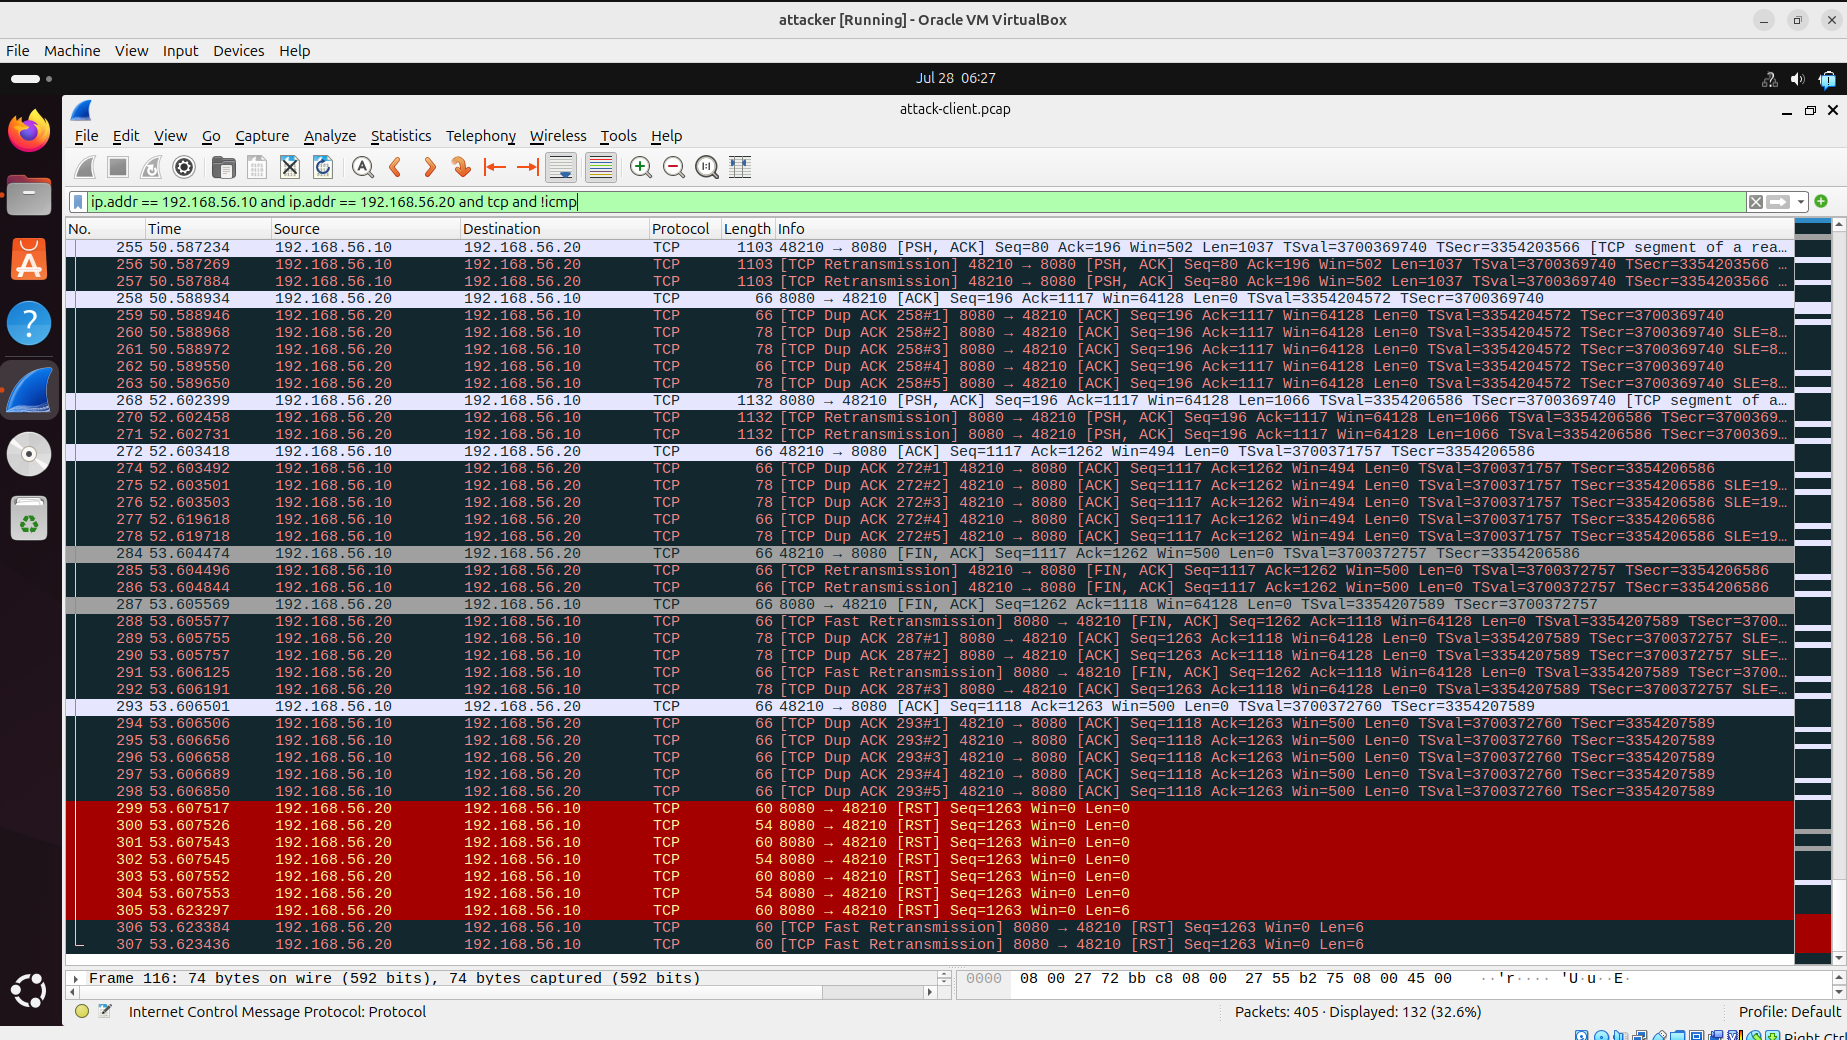 attacker [Running] - Oracle VM VirtualBox
File Machine View Input Devices Help
Jul 28 06:27
attack-client.pcap
File Edit View Go Capture Analyze Statistics Telephony Wireless Tools Help
ip.addr == 192.168.56.10 and ip.addr == 192.168.56.20 and tcp and !icmp
No. Time Source Destination Protocol Length Info
255 50.587234 192.168.56.10 192.168.56.20 TCP 1103 48210 → 8080 [PSH, ACK] Seq=80 Ack=196 Win=502 Len=1037 TSval=3700369740 TSecr=3354203566 [TCP segment of a rea…
256 50.587269 192.168.56.10 192.168.56.20 TCP 1103 [TCP Retransmission] 48210 → 8080 [PSH, ACK] Seq=80 Ack=196 Win=502 Len=1037 TSval=3700369740 TSecr=3354203566 …
257 50.587884 192.168.56.10 192.168.56.20 TCP 1103 [TCP Retransmission] 48210 → 8080 [PSH, ACK] Seq=80 Ack=196 Win=502 Len=1037 TSval=3700369740 TSecr=3354203566 …
258 50.588934 192.168.56.20 192.168.56.10 TCP 66 8080 → 48210 [ACK] Seq=196 Ack=1117 Win=64128 Len=0 TSval=3354204572 TSecr=3700369740
259 50.588946 192.168.56.20 192.168.56.10 TCP 66 [TCP Dup ACK 258#1] 8080 → 48210 [ACK] Seq=196 Ack=1117 Win=64128 Len=0 TSval=3354204572 TSecr=3700369740
260 50.588968 192.168.56.20 192.168.56.10 TCP 78 [TCP Dup ACK 258#2] 8080 → 48210 [ACK] Seq=196 Ack=1117 Win=64128 Len=0 TSval=3354204572 TSecr=3700369740 SLE=8…
261 50.588972 192.168.56.20 192.168.56.10 TCP 78 [TCP Dup ACK 258#3] 8080 → 48210 [ACK] Seq=196 Ack=1117 Win=64128 Len=0 TSval=3354204572 TSecr=3700369740 SLE=8…
262 50.589550 192.168.56.20 192.168.56.10 TCP 66 [TCP Dup ACK 258#4] 8080 → 48210 [ACK] Seq=196 Ack=1117 Win=64128 Len=0 TSval=3354204572 TSecr=3700369740
263 50.589650 192.168.56.20 192.168.56.10 TCP 78 [TCP Dup ACK 258#5] 8080 → 48210 [ACK] Seq=196 Ack=1117 Win=64128 Len=0 TSval=3354204572 TSecr=3700369740 SLE=8…
268 52.602399 192.168.56.20 192.168.56.10 TCP 1132 8080 → 48210 [PSH, ACK] Seq=196 Ack=1117 Win=64128 Len=1066 TSval=3354206586 TSecr=3700369740 [TCP segment of a…
270 52.602458 192.168.56.20 192.168.56.10 TCP 1132 [TCP Retransmission] 8080 → 48210 [PSH, ACK] Seq=196 Ack=1117 Win=64128 Len=1066 TSval=3354206586 TSecr=3700369…
271 52.602731 192.168.56.20 192.168.56.10 TCP 1132 [TCP Retransmission] 8080 → 48210 [PSH, ACK] Seq=196 Ack=1117 Win=64128 Len=1066 TSval=3354206586 TSecr=3700369…
272 52.603418 192.168.56.10 192.168.56.20 TCP 66 48210 → 8080 [ACK] Seq=1117 Ack=1262 Win=494 Len=0 TSval=3700371757 TSecr=3354206586
274 52.603492 192.168.56.10 192.168.56.20 TCP 66 [TCP Dup ACK 272#1] 48210 → 8080 [ACK] Seq=1117 Ack=1262 Win=494 Len=0 TSval=3700371757 TSecr=3354206586
275 52.603501 192.168.56.10 192.168.56.20 TCP 78 [TCP Dup ACK 272#2] 48210 → 8080 [ACK] Seq=1117 Ack=1262 Win=494 Len=0 TSval=3700371757 TSecr=3354206586 SLE=19…
276 52.603503 192.168.56.10 192.168.56.20 TCP 78 [TCP Dup ACK 272#3] 48210 → 8080 [ACK] Seq=1117 Ack=1262 Win=494 Len=0 TSval=3700371757 TSecr=3354206586 SLE=19…
277 52.619618 192.168.56.10 192.168.56.20 TCP 66 [TCP Dup ACK 272#4] 48210 → 8080 [ACK] Seq=1117 Ack=1262 Win=494 Len=0 TSval=3700371757 TSecr=3354206586
278 52.619718 192.168.56.10 192.168.56.20 TCP 78 [TCP Dup ACK 272#5] 48210 → 8080 [ACK] Seq=1117 Ack=1262 Win=494 Len=0 TSval=3700371757 TSecr=3354206586 SLE=19…
284 53.604474 192.168.56.10 192.168.56.20 TCP 66 48210 → 8080 [FIN, ACK] Seq=1117 Ack=1262 Win=500 Len=0 TSval=3700372757 TSecr=3354206586
285 53.604496 192.168.56.10 192.168.56.20 TCP 66 [TCP Retransmission] 48210 → 8080 [FIN, ACK] Seq=1117 Ack=1262 Win=500 Len=0 TSval=3700372757 TSecr=3354206586
286 53.604844 192.168.56.10 192.168.56.20 TCP 66 [TCP Retransmission] 48210 → 8080 [FIN, ACK] Seq=1117 Ack=1262 Win=500 Len=0 TSval=3700372757 TSecr=3354206586
287 53.605569 192.168.56.20 192.168.56.10 TCP 66 8080 → 48210 [FIN, ACK] Seq=1262 Ack=1118 Win=64128 Len=0 TSval=3354207589 TSecr=3700372757
288 53.605577 192.168.56.20 192.168.56.10 TCP 66 [TCP Fast Retransmission] 8080 → 48210 [FIN, ACK] Seq=1262 Ack=1118 Win=64128 Len=0 TSval=3354207589 TSecr=3700…
289 53.605755 192.168.56.20 192.168.56.10 TCP 78 [TCP Dup ACK 287#1] 8080 → 48210 [ACK] Seq=1263 Ack=1118 Win=64128 Len=0 TSval=3354207589 TSecr=3700372757 SLE=…
290 53.605757 192.168.56.20 192.168.56.10 TCP 78 [TCP Dup ACK 287#2] 8080 → 48210 [ACK] Seq=1263 Ack=1118 Win=64128 Len=0 TSval=3354207589 TSecr=3700372757 SLE=…
291 53.606125 192.168.56.20 192.168.56.10 TCP 66 [TCP Fast Retransmission] 8080 → 48210 [FIN, ACK] Seq=1262 Ack=1118 Win=64128 Len=0 TSval=3354207589 TSecr=3700…
292 53.606191 192.168.56.20 192.168.56.10 TCP 78 [TCP Dup ACK 287#3] 8080 → 48210 [ACK] Seq=1263 Ack=1118 Win=64128 Len=0 TSval=3354207589 TSecr=3700372757 SLE=…
293 53.606501 192.168.56.10 192.168.56.20 TCP 66 48210 → 8080 [ACK] Seq=1118 Ack=1263 Win=500 Len=0 TSval=3700372760 TSecr=3354207589
294 53.606506 192.168.56.10 192.168.56.20 TCP 66 [TCP Dup ACK 293#1] 48210 → 8080 [ACK] Seq=1118 Ack=1263 Win=500 Len=0 TSval=3700372760 TSecr=3354207589
295 53.606656 192.168.56.10 192.168.56.20 TCP 66 [TCP Dup ACK 293#2] 48210 → 8080 [ACK] Seq=1118 Ack=1263 Win=500 Len=0 TSval=3700372760 TSecr=3354207589
296 53.606658 192.168.56.10 192.168.56.20 TCP 66 [TCP Dup ACK 293#3] 48210 → 8080 [ACK] Seq=1118 Ack=1263 Win=500 Len=0 TSval=3700372760 TSecr=3354207589
297 53.606689 192.168.56.10 192.168.56.20 TCP 66 [TCP Dup ACK 293#4] 48210 → 8080 [ACK] Seq=1118 Ack=1263 Win=500 Len=0 TSval=3700372760 TSecr=3354207589
298 53.606850 192.168.56.10 192.168.56.20 TCP 66 [TCP Dup ACK 293#5] 48210 → 8080 [ACK] Seq=1118 Ack=1263 Win=500 Len=0 TSval=3700372760 TSecr=3354207589
299 53.607517 192.168.56.20 192.168.56.10 TCP 60 8080 → 48210 [RST] Seq=1263 Win=0 Len=0
300 53.607526 192.168.56.20 192.168.56.10 TCP 54 8080 → 48210 [RST] Seq=1263 Win=0 Len=0
301 53.607543 192.168.56.20 192.168.56.10 TCP 60 8080 → 48210 [RST] Seq=1263 Win=0 Len=0
302 53.607545 192.168.56.20 192.168.56.10 TCP 54 8080 → 48210 [RST] Seq=1263 Win=0 Len=0
303 53.607552 192.168.56.20 192.168.56.10 TCP 60 8080 → 48210 [RST] Seq=1263 Win=0 Len=0
304 53.607553 192.168.56.20 192.168.56.10 TCP 54 8080 → 48210 [RST] Seq=1263 Win=0 Len=0
305 53.623297 192.168.56.20 192.168.56.10 TCP 60 8080 → 48210 [RST] Seq=1263 Win=0 Len=6
306 53.623384 192.168.56.20 192.168.56.10 TCP 60 [TCP Fast Retransmission] 8080 → 48210 [RST] Seq=1263 Win=0 Len=6
307 53.623436 192.168.56.20 192.168.56.10 TCP 60 [TCP Fast Retransmission] 8080 → 48210 [RST] Seq=1263 Win=0 Len=6
Frame 116: 74 bytes on wire (592 bits), 74 bytes captured (592 bits)
0000 08 00 27 72 bb c8 08 00 27 55 b2 75 08 00 45 00 ··'r···· 'U·u··E·
Internet Control Message Protocol: Protocol
Packets: 405 · Displayed: 132 (32.6%)
Profile: Default
Right Ctrl